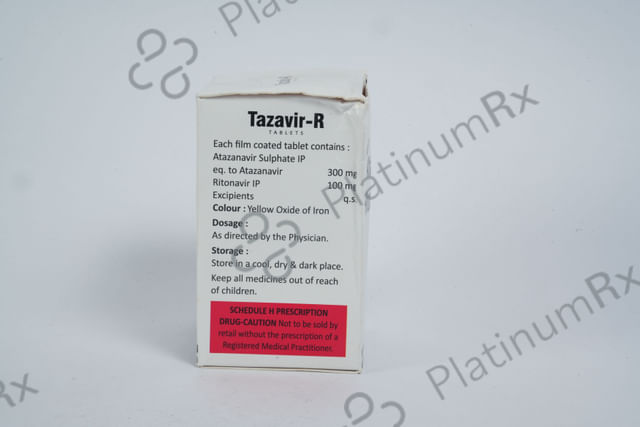 PlatinumRx
Tazavir-R
TABLETS
Each film coated tablet contains :
Atazanavir Sulphate IP
eq. to Atazanavir 300 mg
Ritonavir IP 100 mg
Excipients q.s.
Colour : Yellow Oxide of Iron
Dosage :
As directed by the Physician.
Storage :
Store in a cool, dry & dark place.
Keep all medicines out of reach
of children.
SCHEDULE H PRESCRIPTION
DRUG-CAUTION Not to be sold by
retail without the prescription of a
Registered Medical Practitioner.
PlatinumRx
PlatinumRx
Rx